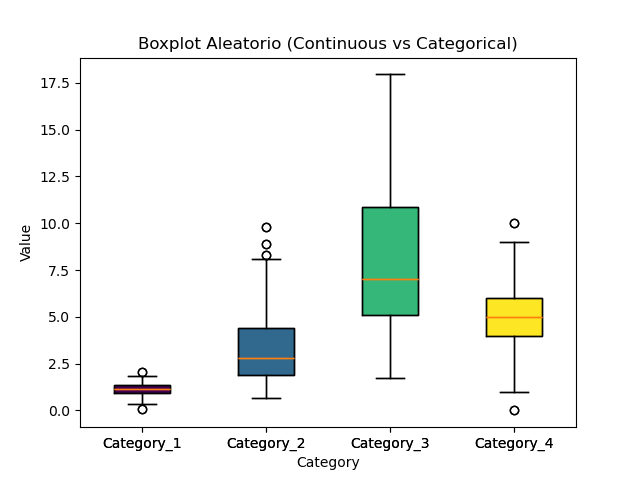 Boxplot Aleatorio (Continuous vs Categorical)
17.5
15.0
12.5
10.0
7.5
5.0
2.5
0.0
Value
Category_1 Category_2 Category_3 Category_4
Category